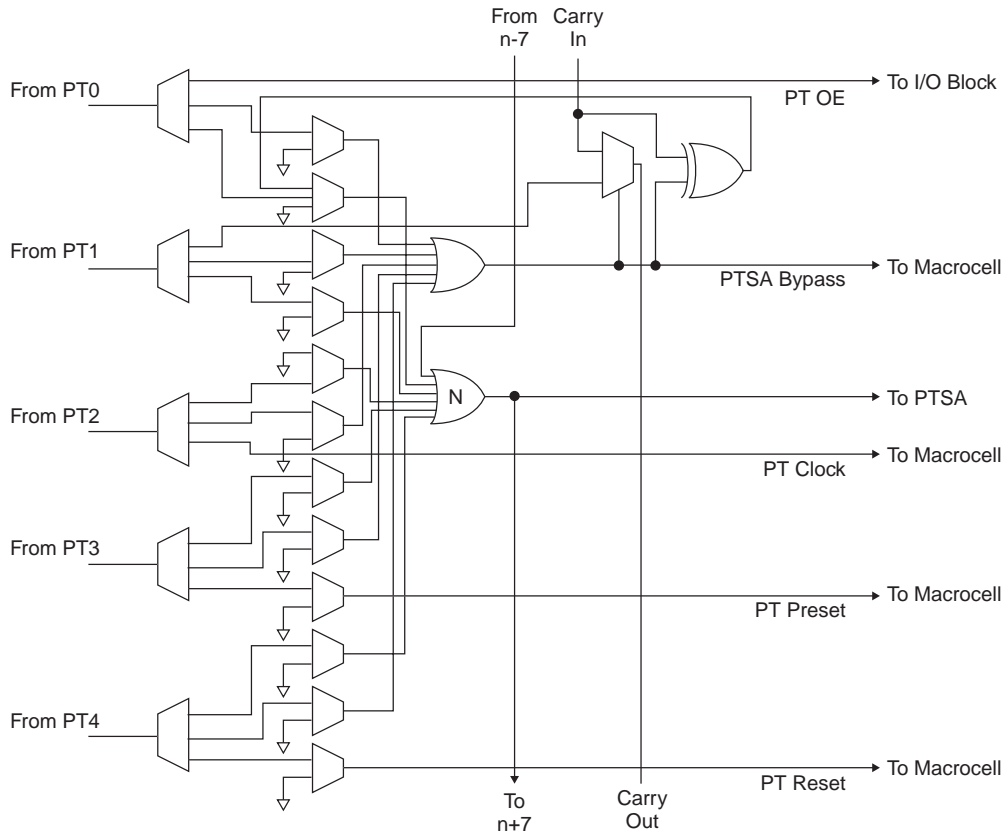 From
n-7
Carry
In
From PT0
To I/O Block
PT OE
From PT1
PTSA Bypass
To Macrocell
N
To PTSA
From PT2
PT Clock
To Macrocell
From PT3
PT Preset
To Macrocell
From PT4
PT Reset
To Macrocell
To
n+7
Carry
Out